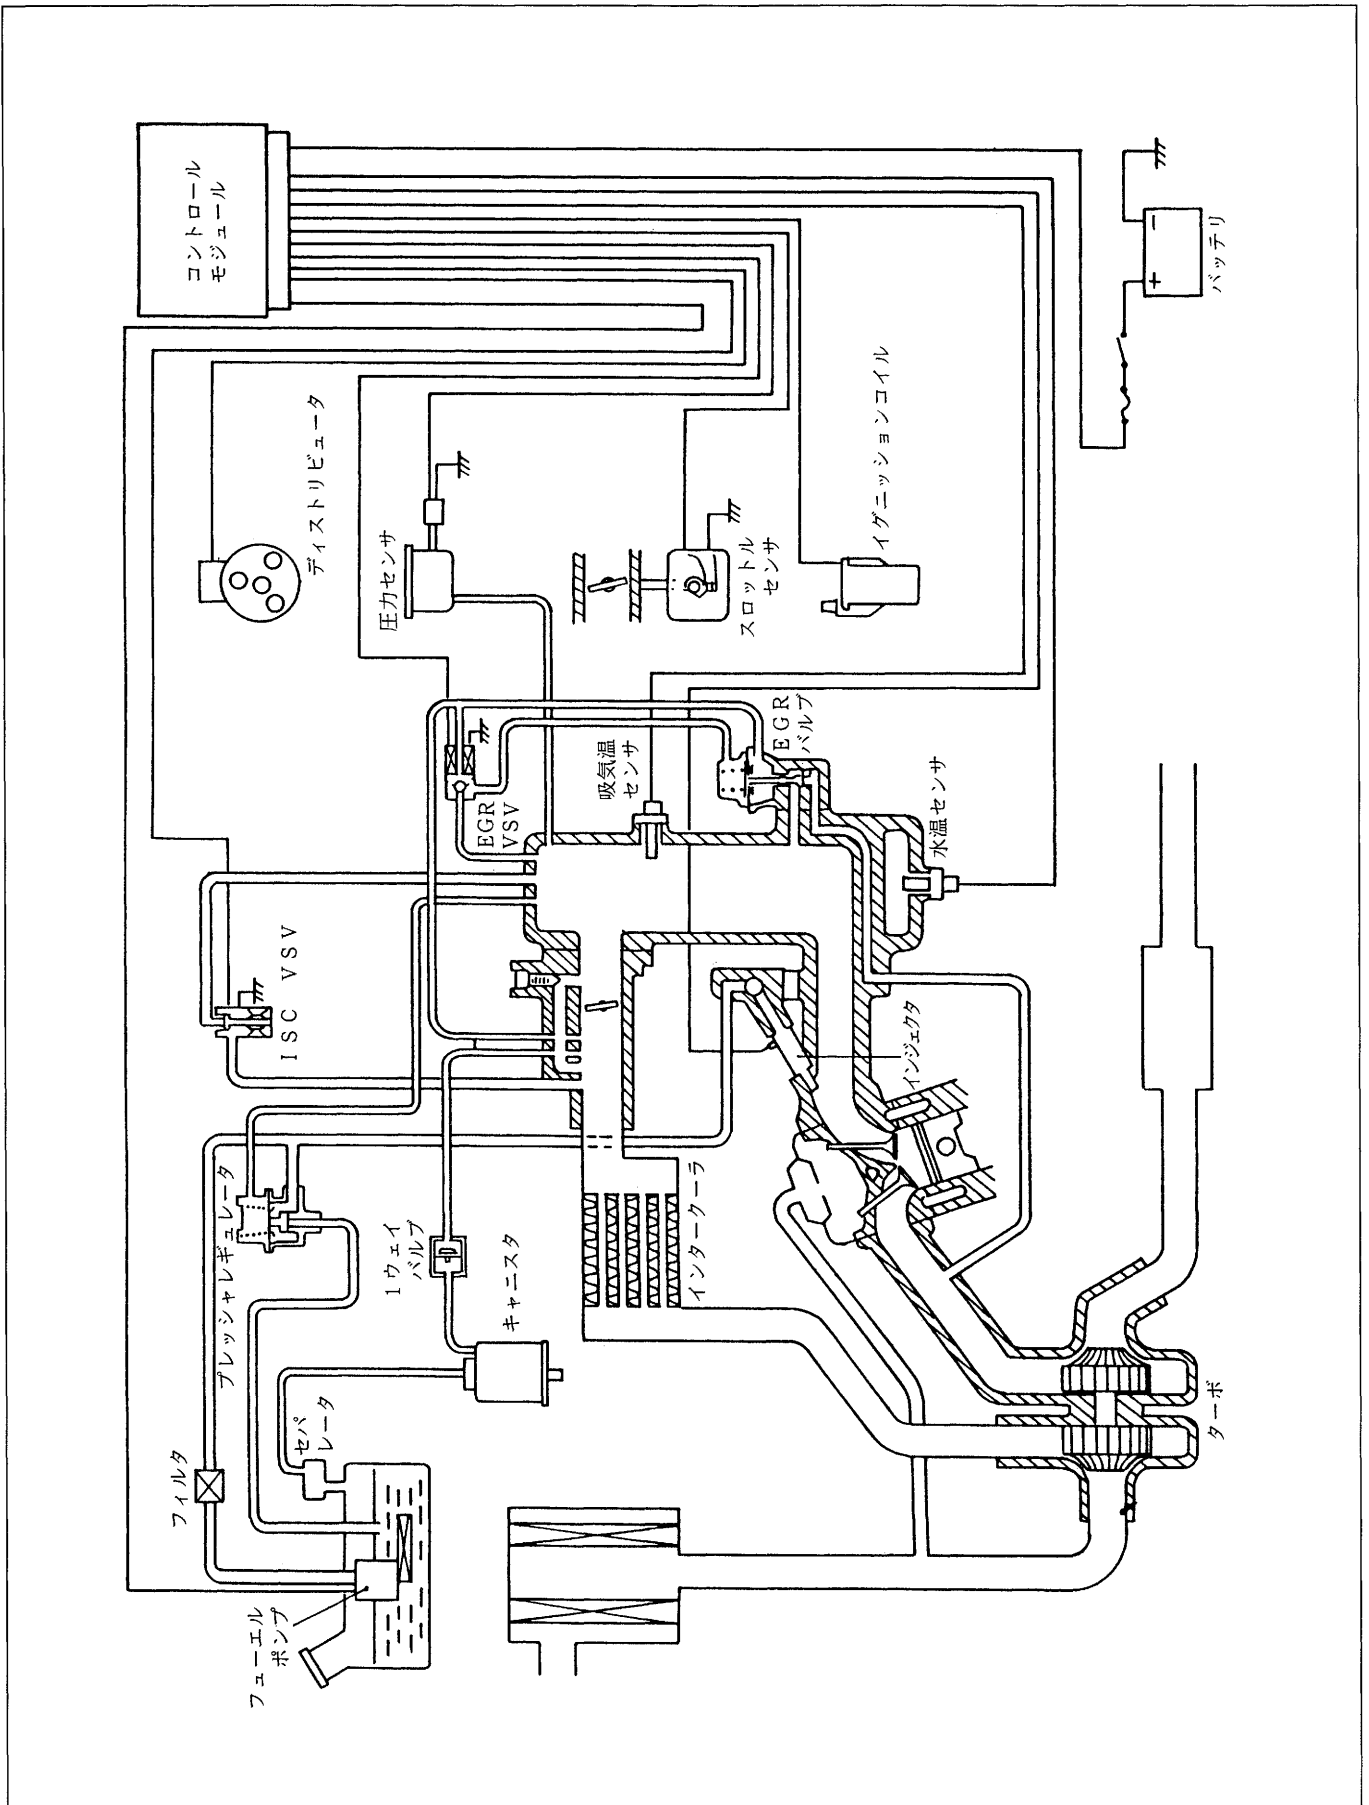 フューエル
ポンプ
フィルタ
セパ
レータ
プレッシャレギュレータ
キャニスタ
1ウェイ
バルブ
ISC VSV
インタークーラ
EGR
VSV
ディストリビュータ
圧力センサ
コントロール
モジュール
吸気温
センサ
スロットル
センサ
EGR
バルブ
イグニッションコイル
水温センサ
インジェクタ
ターボ
+
−
バッテリ